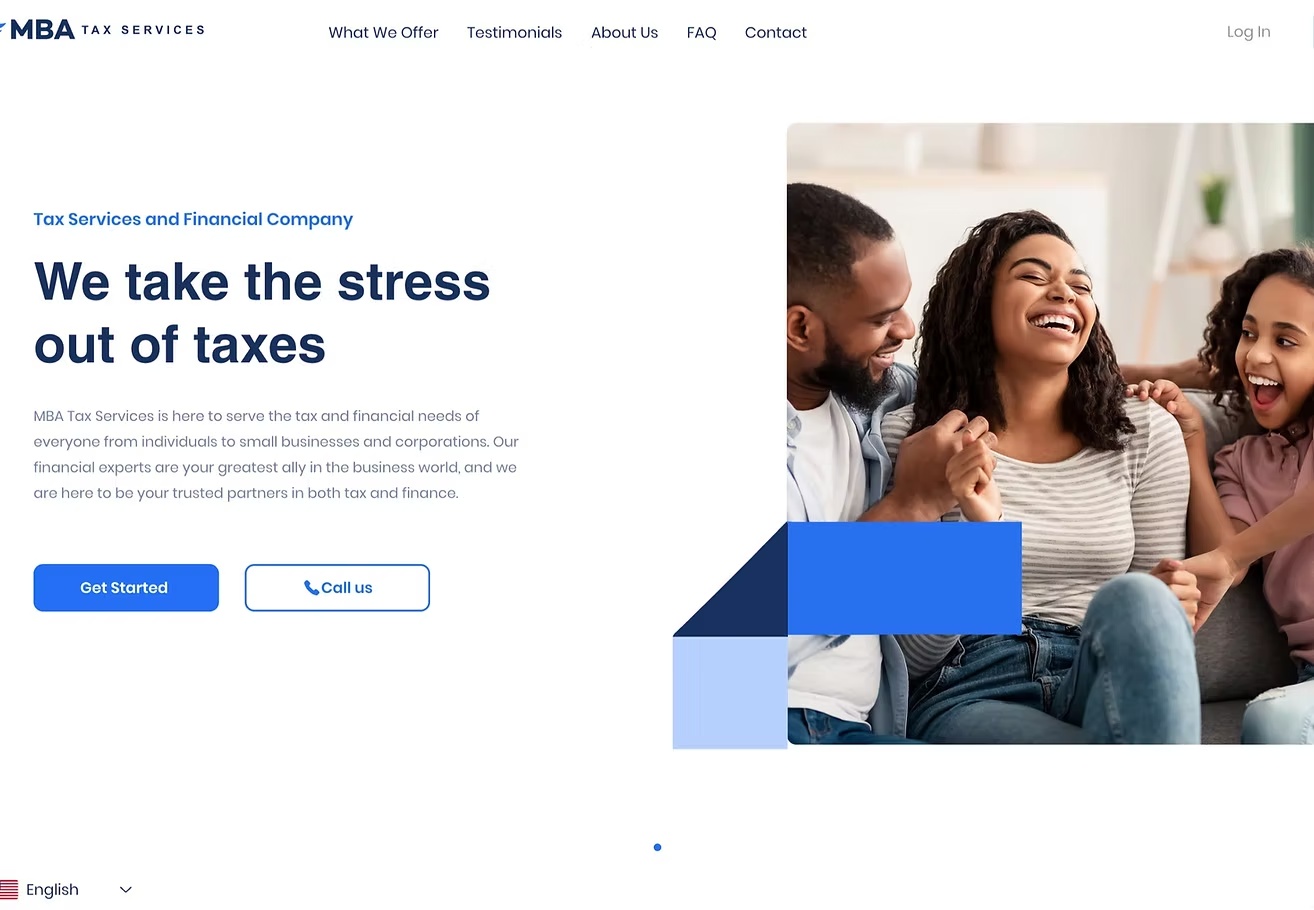 MBA TAX SERVICES
What We Offer
Testimonials
About Us
FAQ
Contact
Log In
Tax Services and Financial Company
We take the stress
out of taxes
MBA Tax Services is here to serve the tax and financial needs of
everyone from individuals to small businesses and corporations. Our
financial experts are your greatest ally in the business world, and we
are here to be your trusted partners in both tax and finance.
Get Started
Call us
English